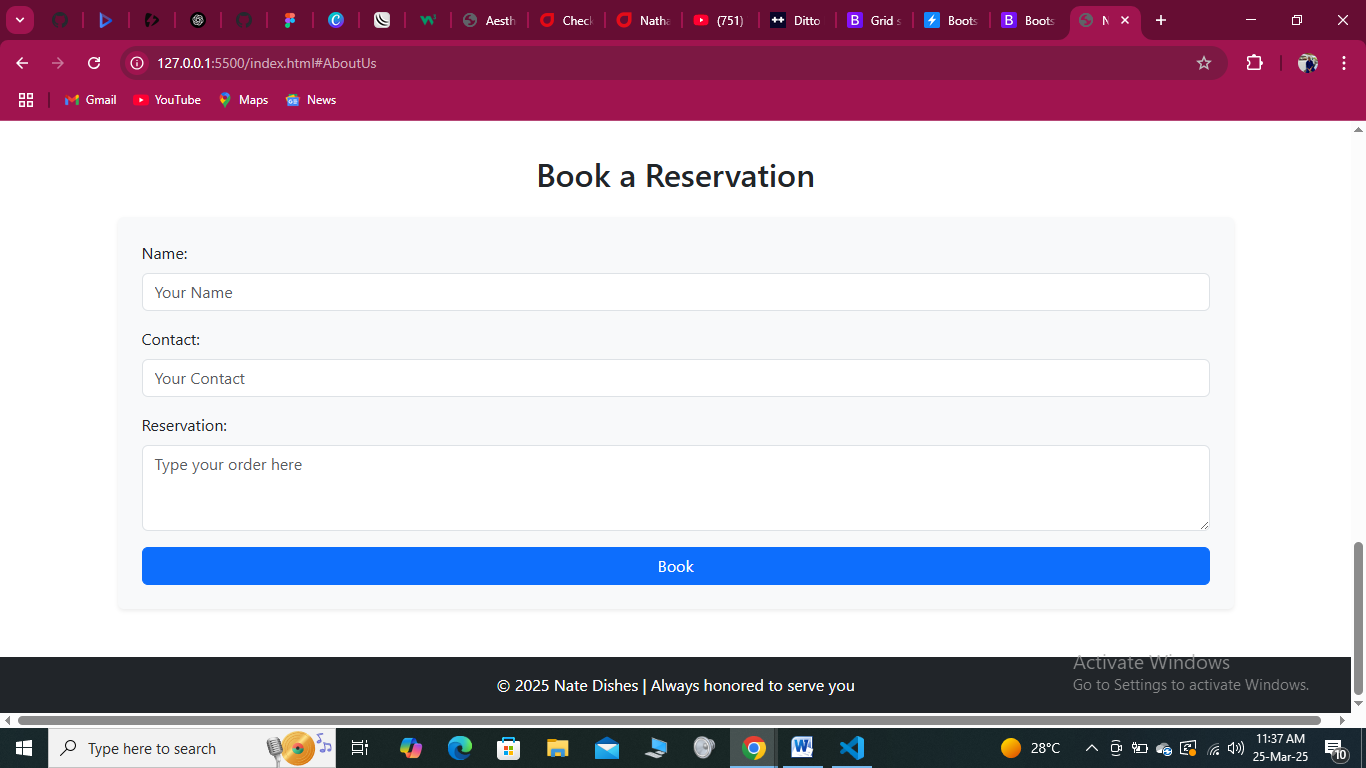 Aesth
Check
Natha
(751)
Ditto
Grid s
Boots
Boots
N
127.0.0.1:5500/index.html#AboutUs
Gmail
YouTube
Maps
News
Book a Reservation
Name:
Your Name
Contact:
Your Contact
Reservation:
Type your order here
Book
Activate Windows
Go to Settings to activate Windows.
© 2025 Nate Dishes | Always honored to serve you
Type here to search
28°C
11:37 AM
25-Mar-25
10